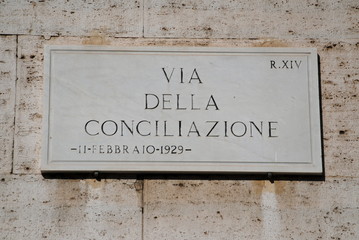 R.XIV
VIA
DELLA
CONCILIAZIONE
-11-FEBBRAIO-1929-